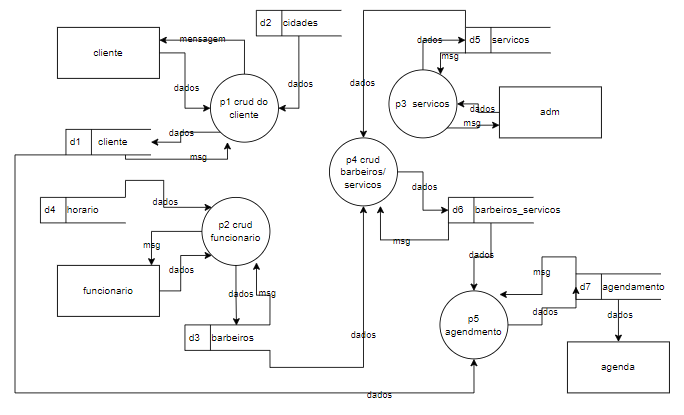 d2 cidades
cliente
mensagem
dados
dados
p1 crud do
cliente
d1 cliente
dados
msg
d5 servicos
dados
msg
dados
p3 servicos
dados
msg
adm
p4 crud
barbeiros/
servicos
dados
d4 horario
dados
p2 crud
funcionario
msg
dados
funcionario
d6 barbeiros_servicos
msg
dados
dados
msg
d3 barbeiros
dados
msg
d7 agendamento
p5
agendmento
dados
dados
agenda
dados